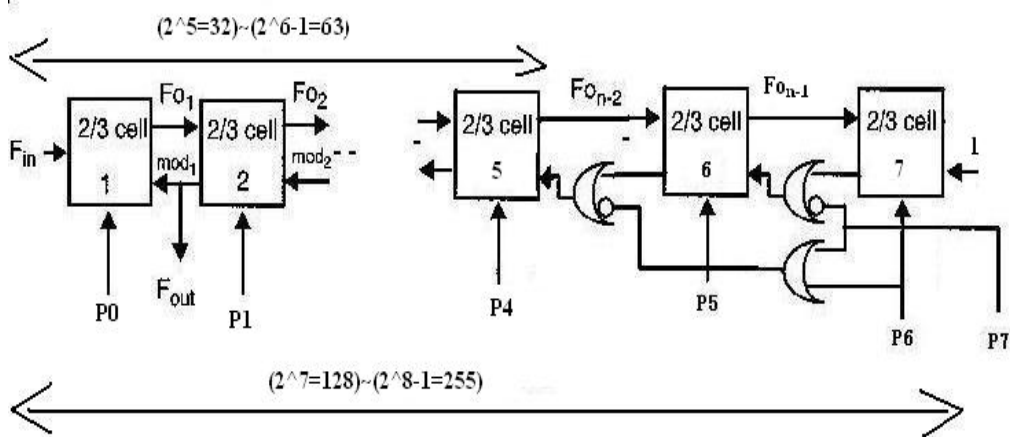 (2^5=32)~(2^6-1=63)
Fo1
Fo2
Fon-2
Fon-1
2/3 cell
2/3 cell
2/3 cell
2/3 cell
2/3 cell
Fin
mod1
mod2
1
1
2
5
6
7
Fout
P0
P1
P4
P5
P6
P7
(2^7=128)~(2^8-1=255)